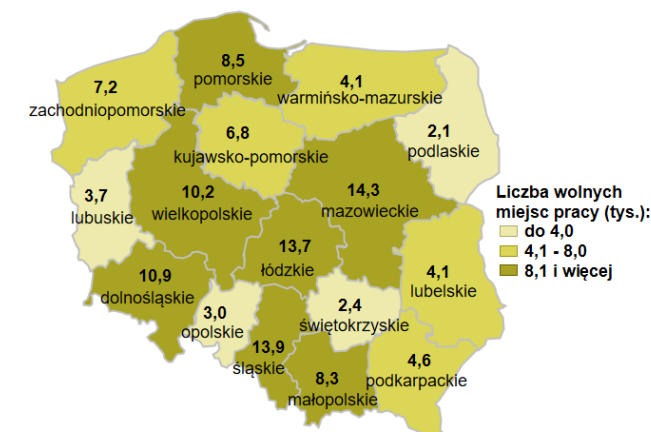 8,5
pomorskie
7,2
zachodniopomorskie
4,1
warmińsko-mazurskie
6,8
kujawsko-pomorskie
2,1
podlaskie
3,7
lubuskie
10,2
wielkopolskie
14,3
mazowieckie
Liczba wolnych
miejsc pracy (tys.):
do 4,0
4,1 - 8,0
8,1 i więcej
13,7
łódzkie
10,9
dolnośląskie
4,1
lubelskie
3,0
opolskie
2,4
świętokrzyskie
13,9
śląskie
8,3
małopolskie
4,6
podkarpackie